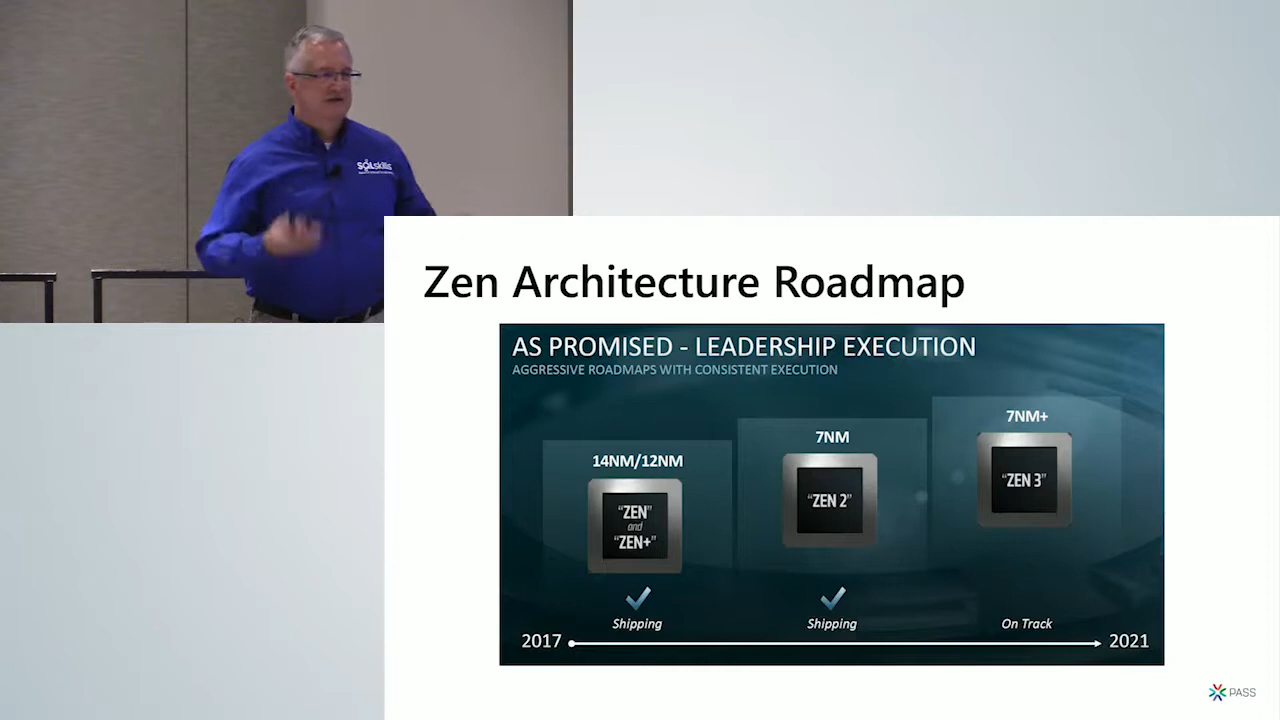 SQLskills
Zen Architecture Roadmap
AS PROMISED - LEADERSHIP EXECUTION
AGGRESSIVE ROADMAPS WITH CONSISTENT EXECUTION
14NM/12NM
7NM
7NM+
“ZEN”
and
“ZEN+”
“ZEN 2”
“ZEN 3”
Shipping
Shipping
On Track
2017
2021
PASS